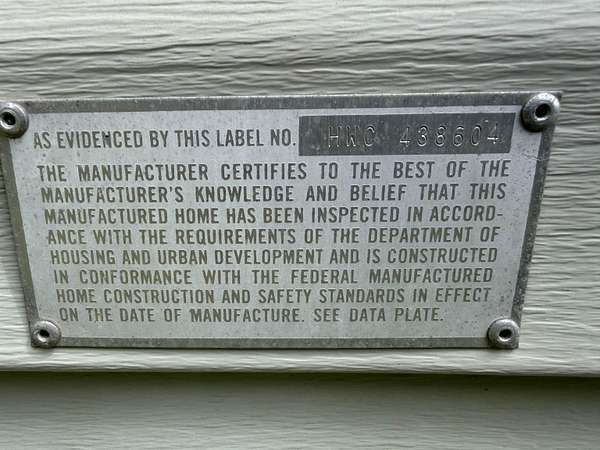 AS EVIDENCED BY THIS LABEL NO. HWC 438604
THE MANUFACTURER CERTIFIES TO THE BEST OF THE
MANUFACTURER'S KNOWLEDGE AND BELIEF THAT THIS
MANUFACTURED HOME HAS BEEN INSPECTED IN ACCORD-
ANCE WITH THE REQUIREMENTS OF THE DEPARTMENT OF
HOUSING AND URBAN DEVELOPMENT AND IS CONSTRUCTED
IN CONFORMANCE WITH THE FEDERAL MANUFACTURED
HOME CONSTRUCTION AND SAFETY STANDARDS IN EFFECT
ON THE DATE OF MANUFACTURE. SEE DATA PLATE.